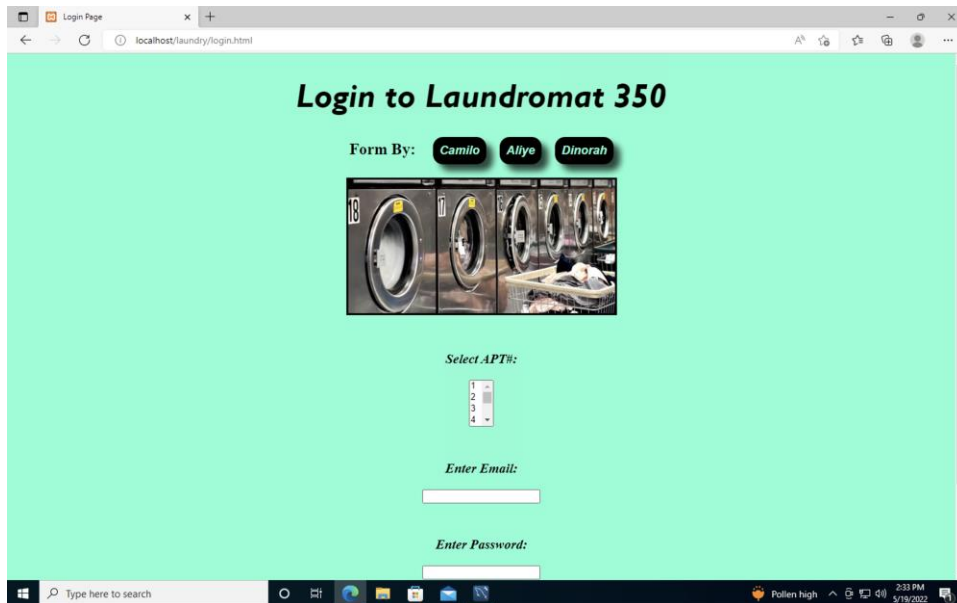 Login Page
localhost/laundry/login.html
Login to Laundromat 350
Form By: Camilo Aliye Dinorah
18 17 18
Select APT#:
1
2
3
4
Enter Email:
Enter Password:
Type here to search
Pollen high
2:33 PM
5/19/2022